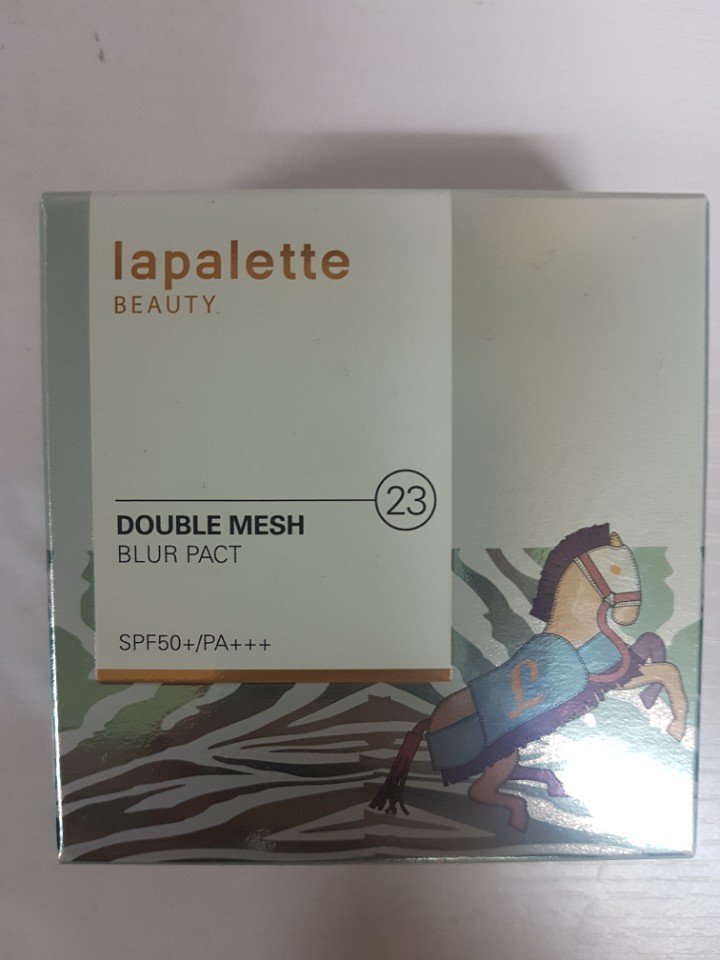 lapalette
BEAUTY
23
DOUBLE MESH
BLUR PACT
SPF50+/PA+++
L